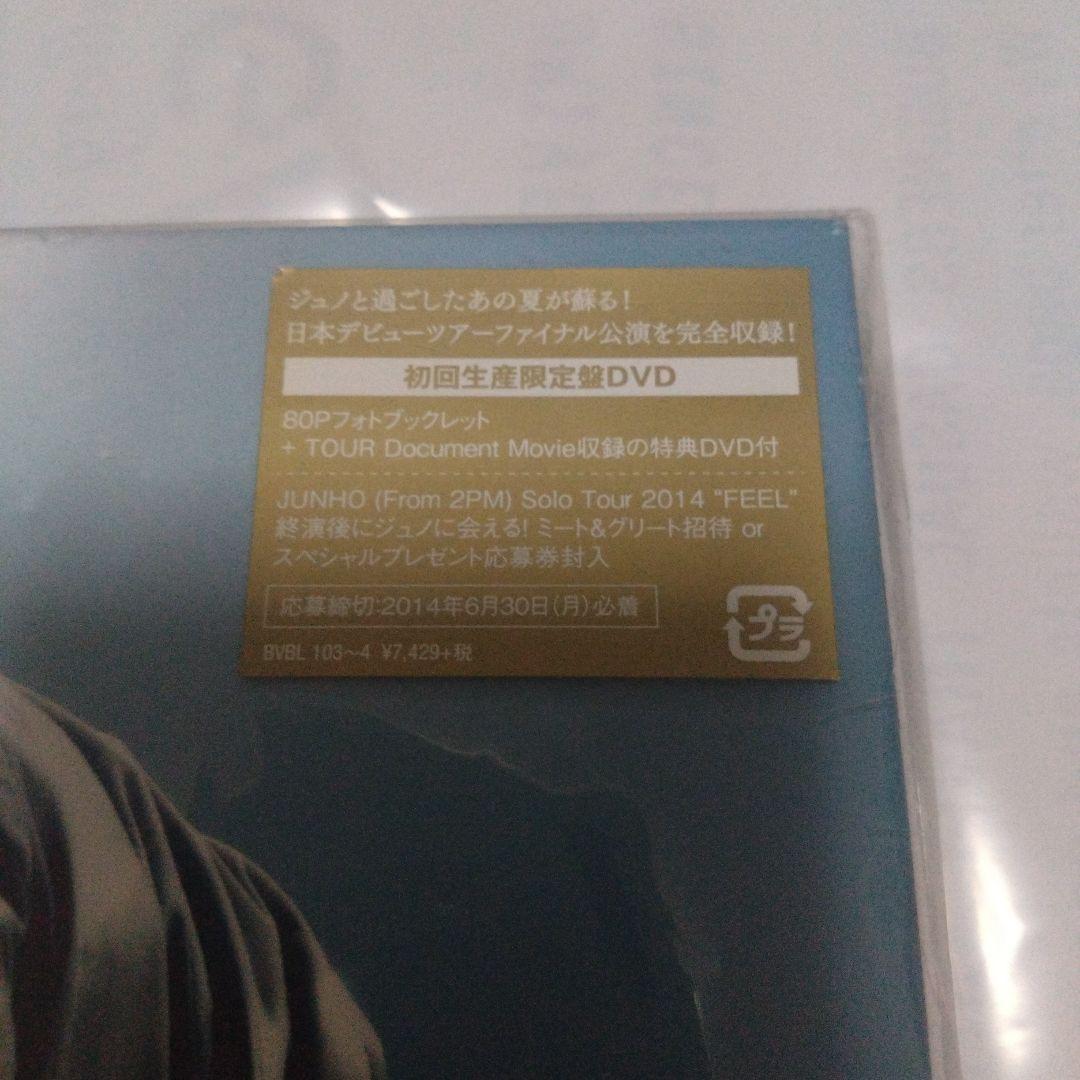 ジュノと過ごしたあの夏が蘇る!
日本デビューツアーファイナル公演を完全収録!
初回生産限定盤DVD
80Pフォトブックレット
+ TOUR Document Movie収録の特典DVD付
JUNHO (From 2PM) Solo Tour 2014 "FEEL"
終演後にジュノに会える! ミート&グリート招待 or
スペシャルプレゼント応募券封入
応募締切:2014年6月30日(月)必着
プラ
BVBL 103~4 ¥7,429+税